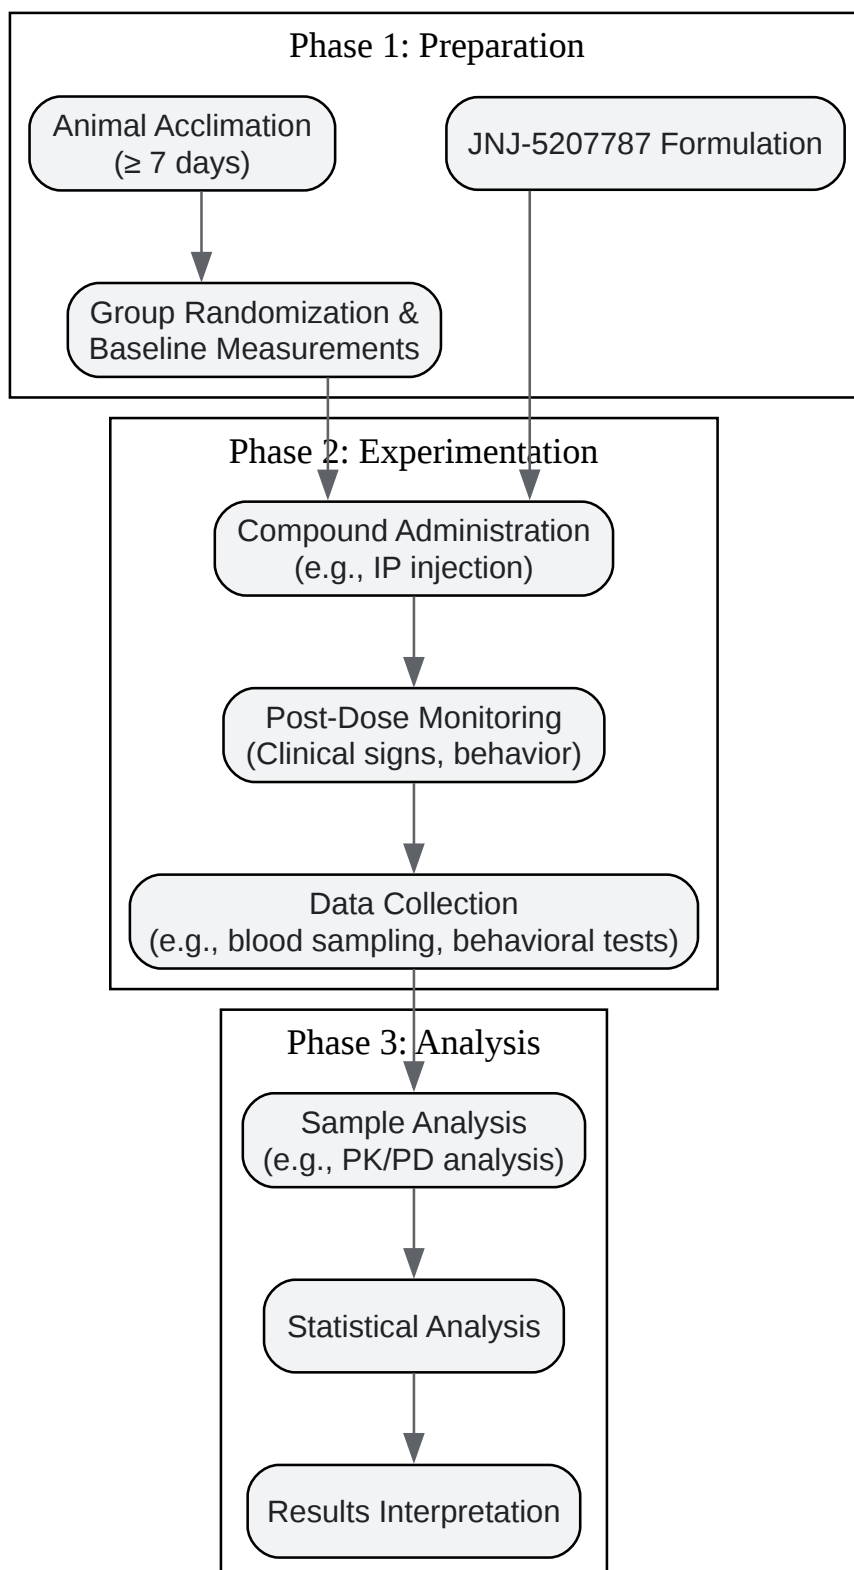 Phase 1: Preparation
Animal Acclimation
(≥ 7 days)
JNJ-5207787 Formulation
Group Randomization &
Baseline Measurements
Phase 2: Experimentation
Compound Administration
(e.g., IP injection)
Post-Dose Monitoring
(Clinical signs, behavior)
Data Collection
(e.g., blood sampling, behavioral tests)
Phase 3: Analysis
Sample Analysis
(e.g., PK/PD analysis)
Statistical Analysis
Results Interpretation